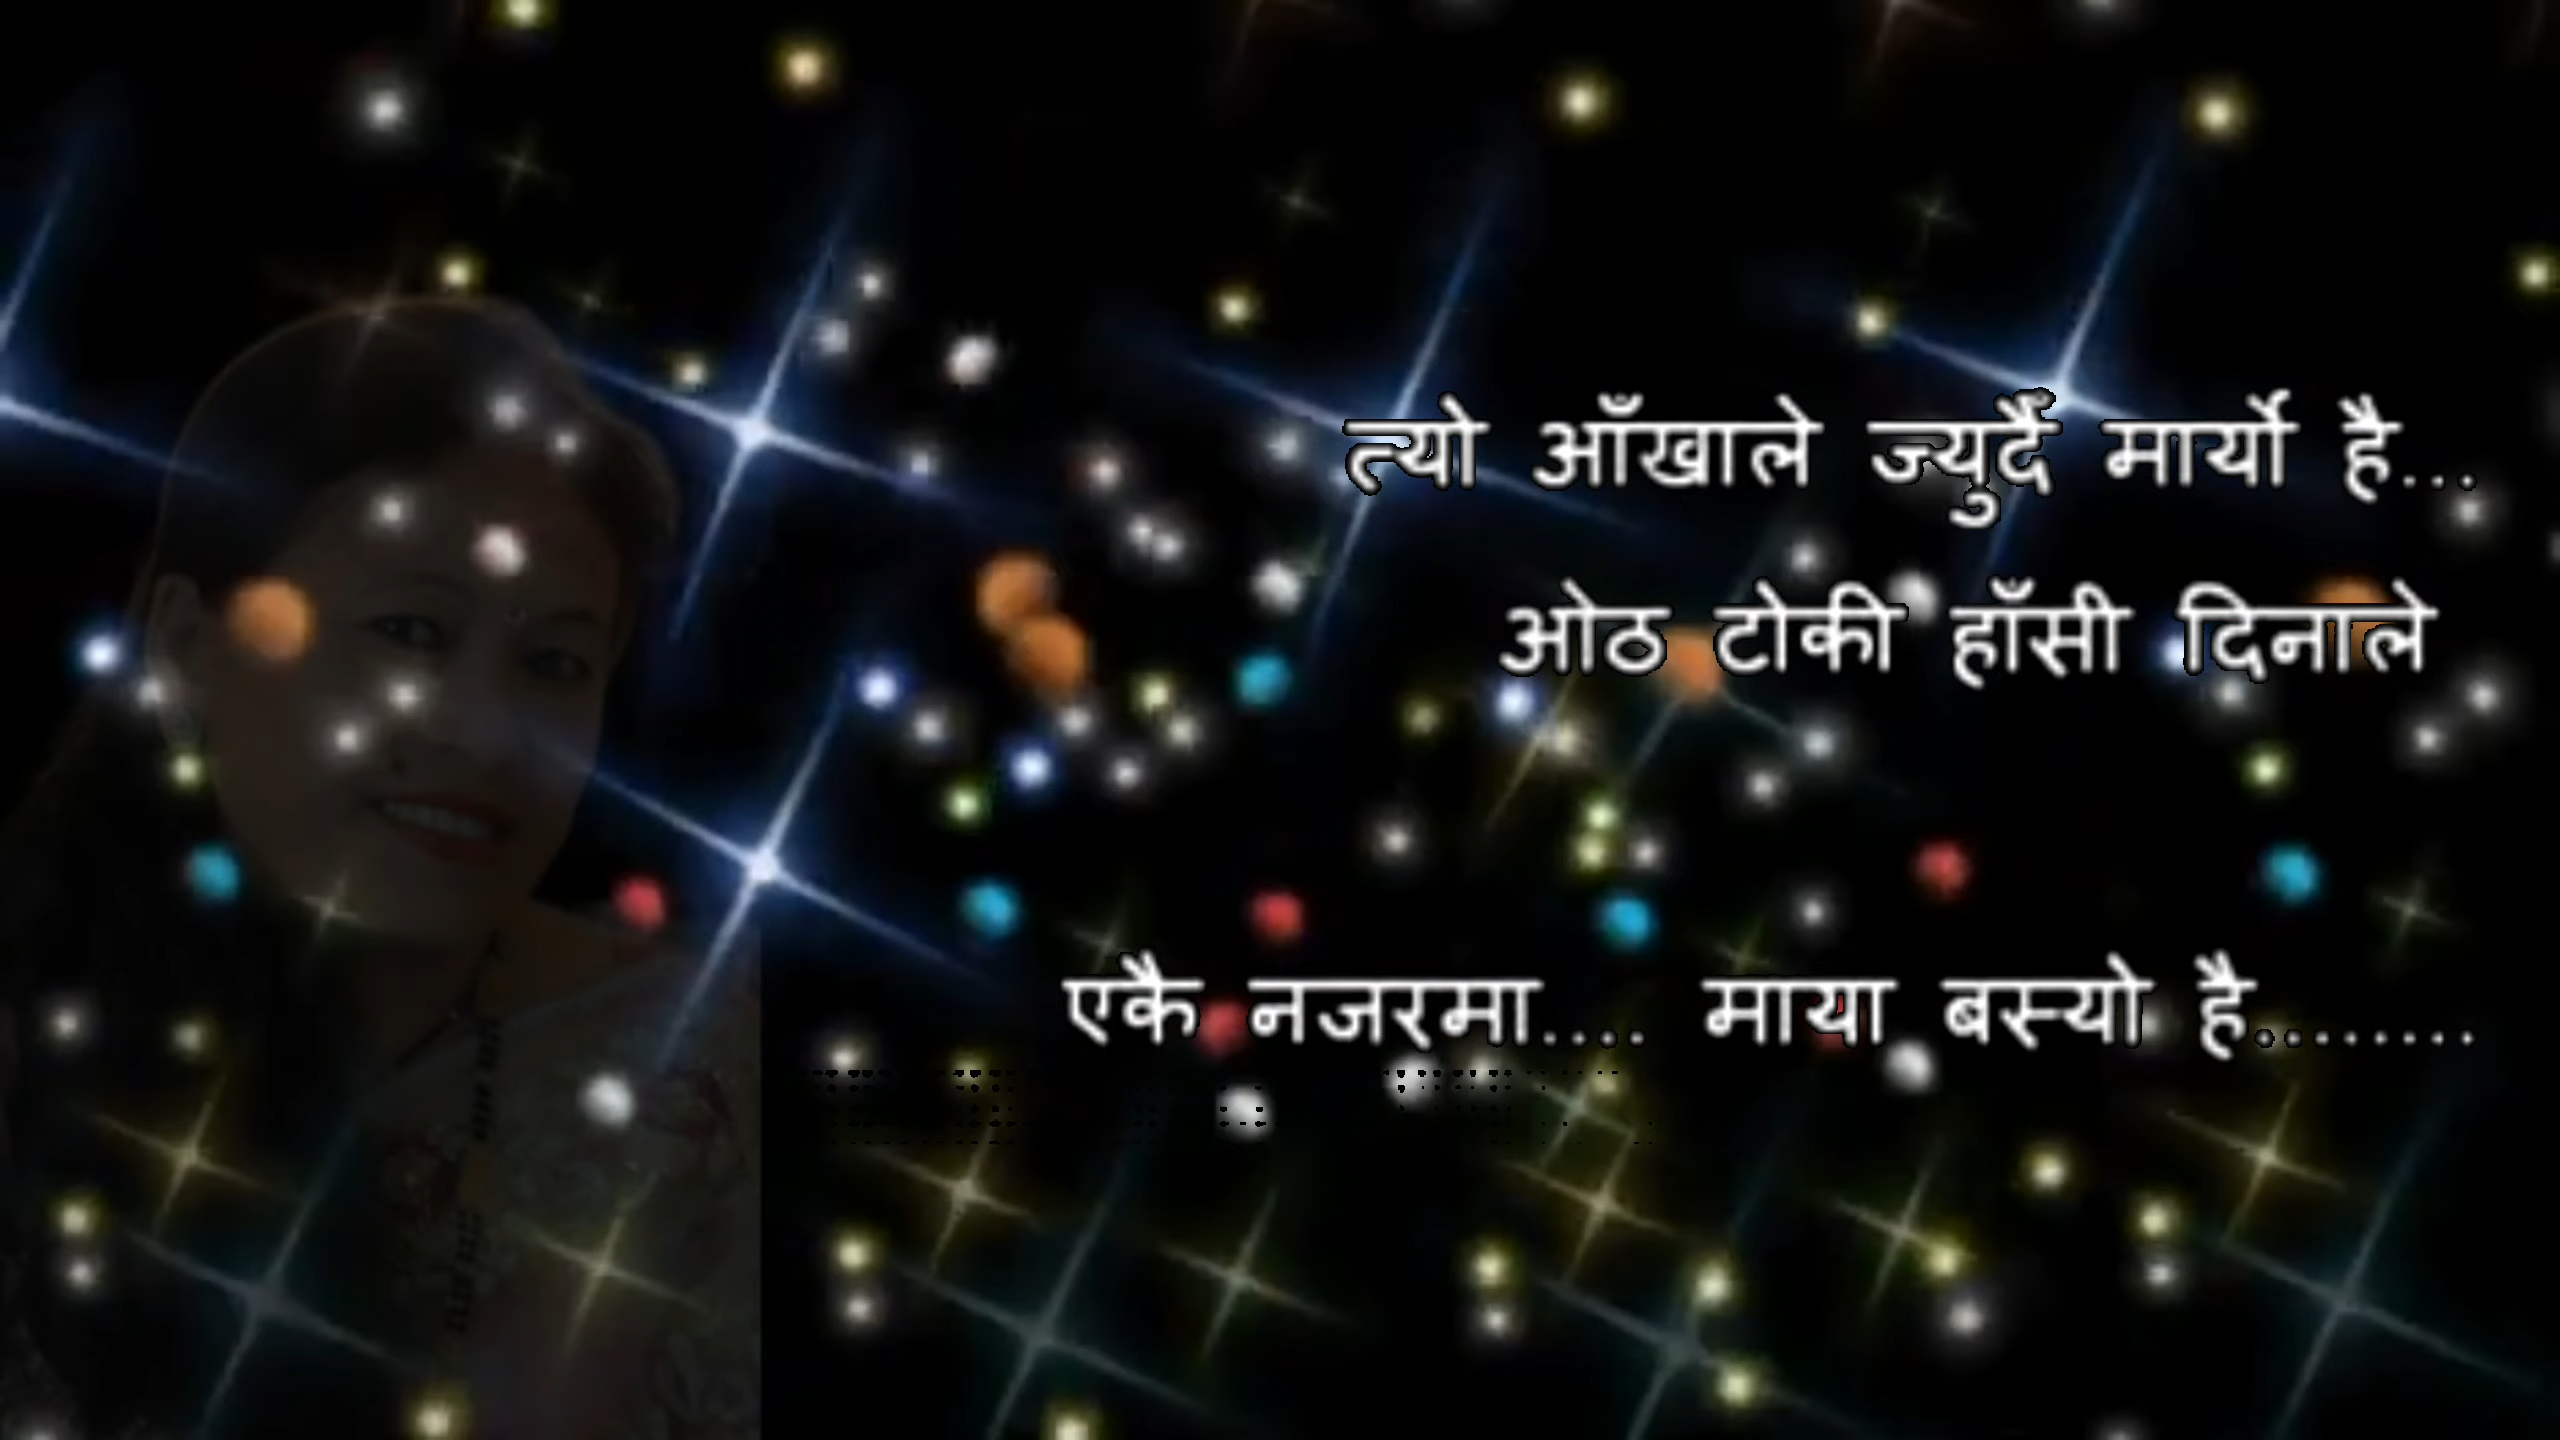 त्यो आँखाले ज्युदैँ मार्यो है...
ओठ टोकी हाँसी दिनाले
एकै नजरमा.... माया बस्यो है........